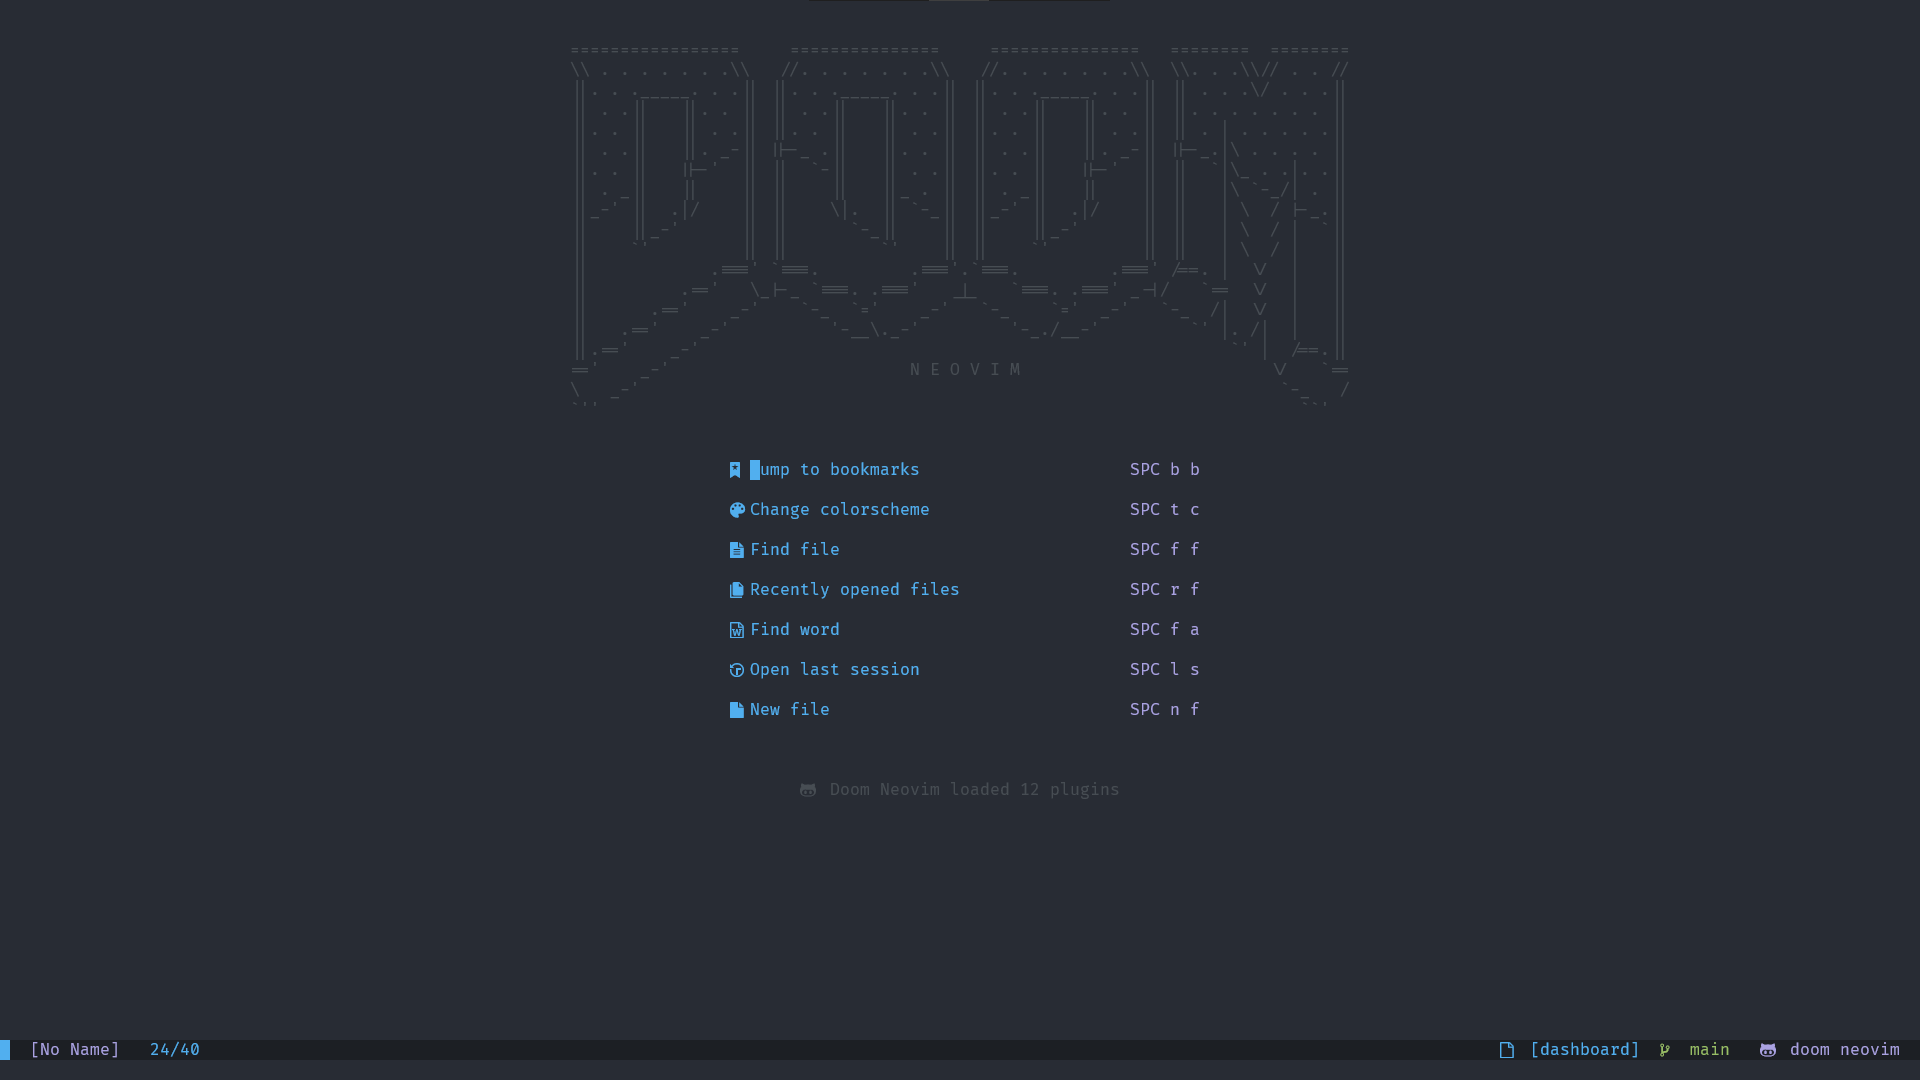 NEOVIM
Jump to bookmarks SPC b b
Change colorscheme SPC t c
Find file SPC f f
Recently opened files SPC r f
Find word SPC f a
Open last session SPC l s
New file SPC n f
Doom Neovim loaded 12 plugins
[No Name] 24/40 [dashboard] main doom neovim